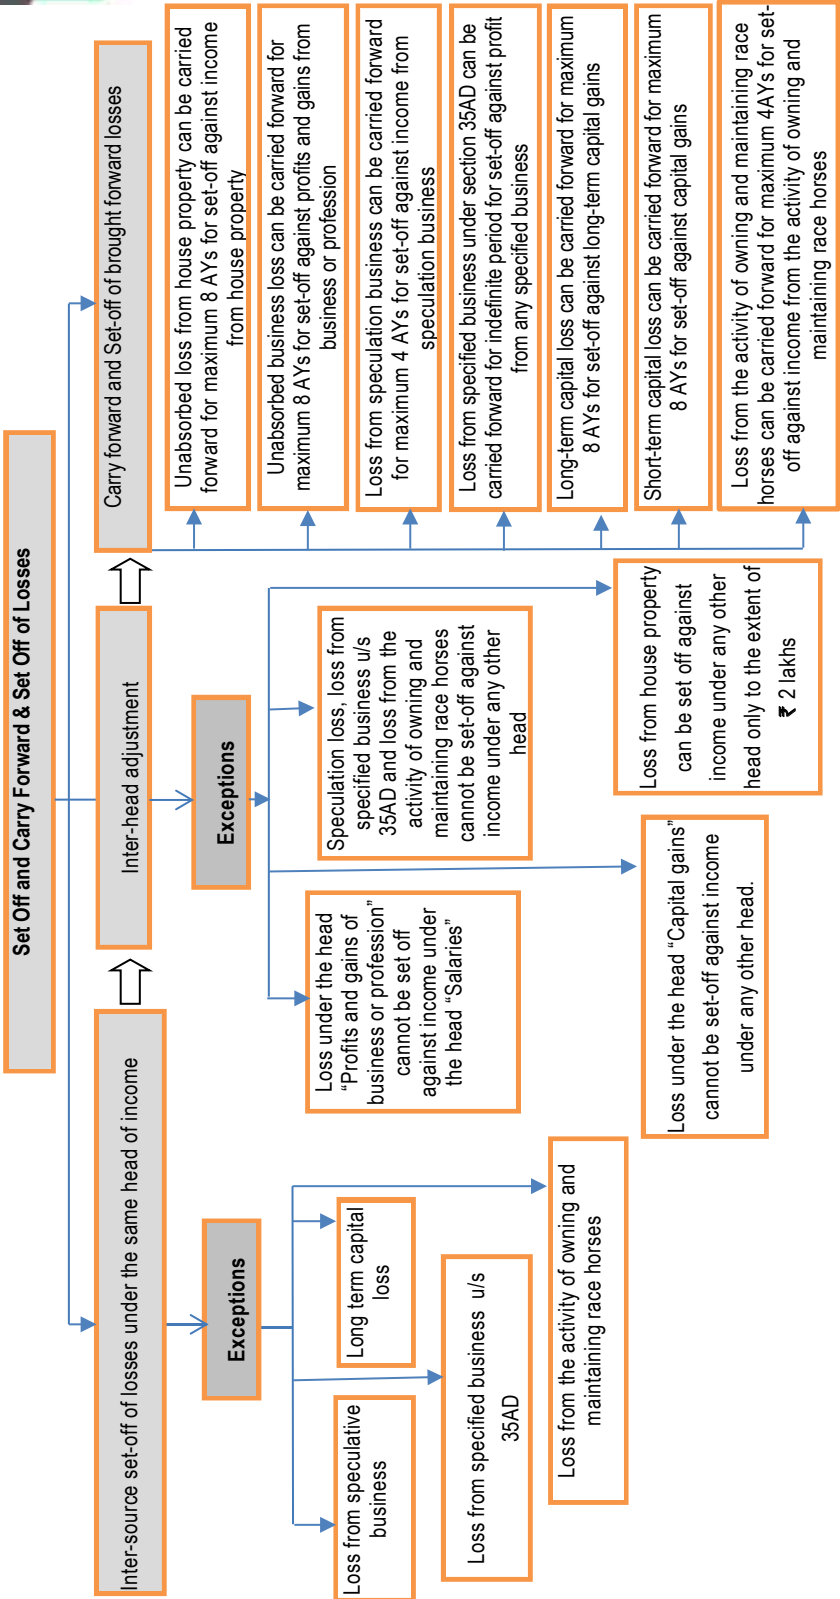 Set Off and Carry Forward & Set Off of Losses
Inter-source set-off of losses under the same head of income
Exceptions
Loss from speculative
business
Long term capital
loss
Loss from specified business u/s
35AD
Loss from the activity of owning and
maintaining race horses
Inter-head adjustment
Exceptions
Loss under the head
“Profits and gains of
business or profession”
cannot be set off
against income under
the head “Salaries”
Speculation loss, loss from
specified business u/s
35AD and loss from the
activity of owning and
maintaining race horses
cannot be set-off against
income under any other
head
Loss under the head “Capital gains”
cannot be set-off against income
under any other head.
Loss from house property
can be set off against
income under any other
head only to the extent of
₹ 2 lakhs
Carry forward and Set-off of brought forward losses
Unabsorbed loss from house property can be carried
forward for maximum 8 AYs for set-off against income
from house property
Unabsorbed business loss can be carried forward for
maximum 8 AYs for set-off against profits and gains from
business or profession
Loss from speculation business can be carried forward
for maximum 4 AYs for set-off against income from
speculation business
Loss from specified business under section 35AD can be
carried forward for indefinite period for set-off against profit
from any specified business
Long-term capital loss can be carried forward for maximum
8 AYs for set-off against long-term capital gains
Short-term capital loss can be carried forward for maximum
8 AYs for set-off against capital gains
Loss from the activity of owning and maintaining race
horses can be carried forward for maximum 4AYs for set-
off against income from the activity of owning and
maintaining race horses